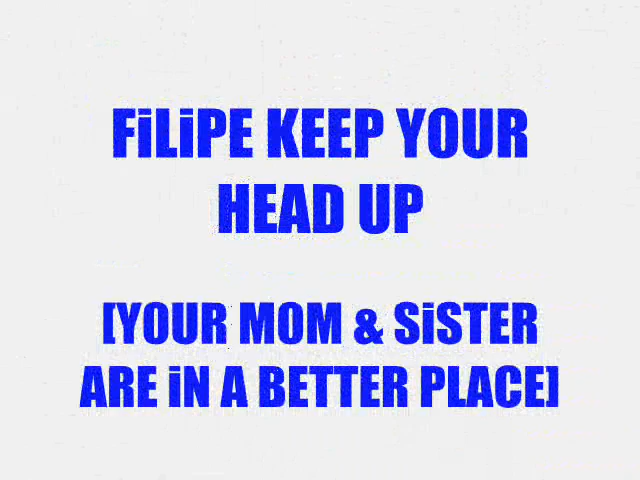 FiLiPE KEEP YOUR
HEAD UP
[YOUR MOM & SiSTER
ARE iN A BETTER PLACE]